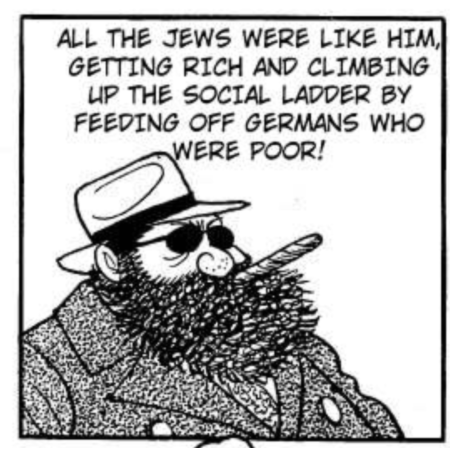 ALL THE JEWS WERE LIKE HIM,
GETTING RICH AND CLIMBING
UP THE SOCIAL LADDER BY
FEEDING OFF GERMANS WHO
WERE POOR!